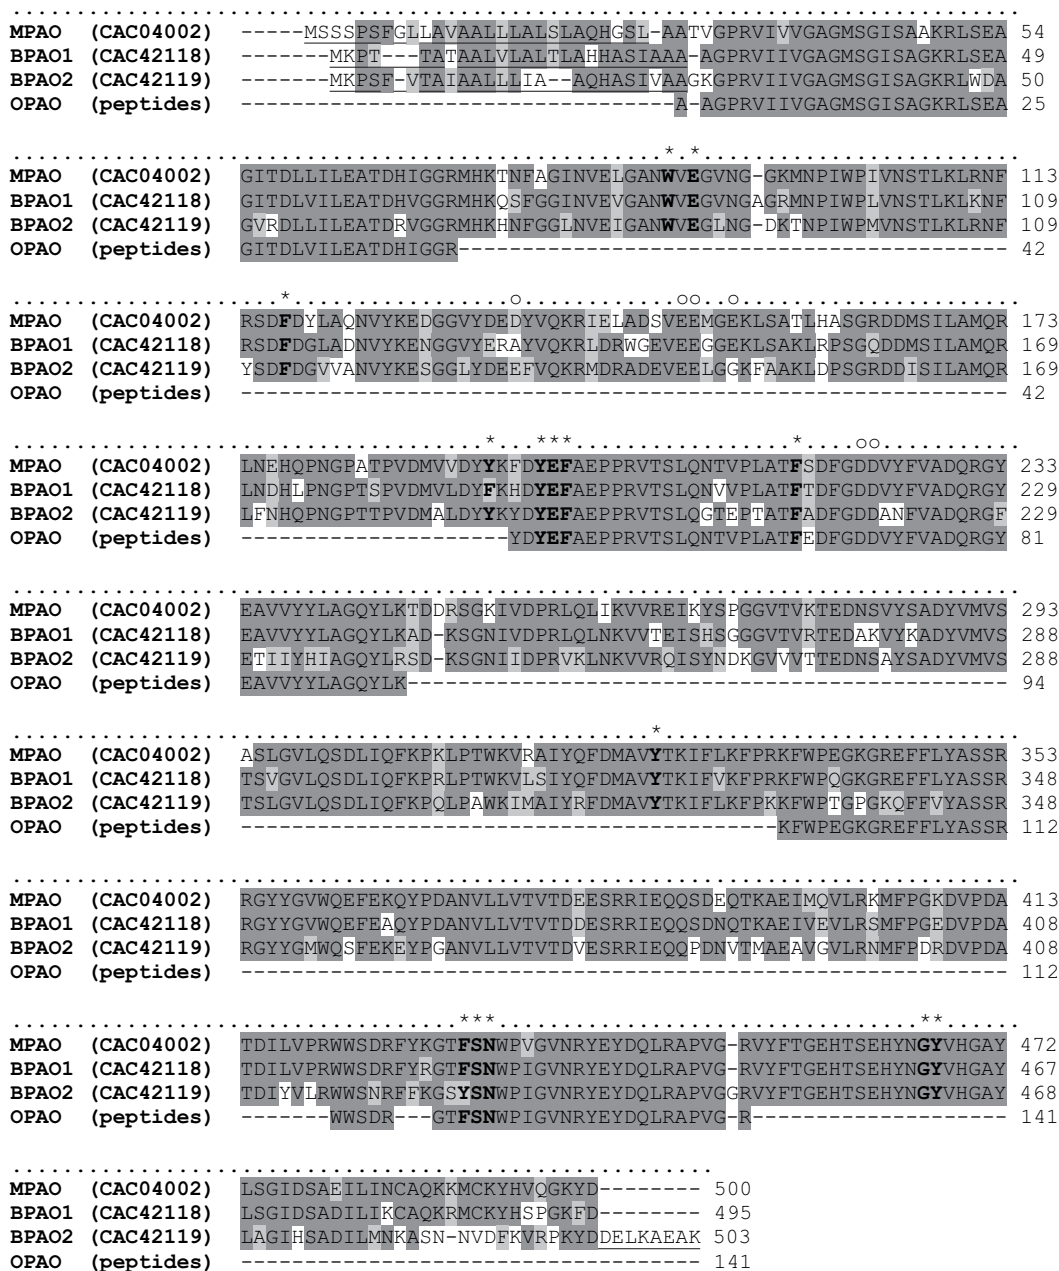 ...............................................................................
MPAO (CAC04002) -----MSSSPSFGLLAVAALLLALSLAQHGSL-AATVGPRVIVVGAGMSGISAAKRLSEA 54
BPAO1 (CAC42118) -------MKPT---TATAALVLALTLAHHASIAAA-AGPRVIIVGAGMSGISAGKRLSEA 49
BPAO2 (CAC42119) -------MKPSF-VTAIAALLLIA--AQHASIVAAGKGPRVIIVGAGMSGISAGKRLWDA 50
OPAO (peptides) ----------------------------------A-AGPRVIIVGAGMSGISAGKRLSEA 25
...................................................*.*.........................
MPAO (CAC04002) GITDLLILEATDHIGGRMHKTNFAGINVELGANWVEGVNG-GKMNPIWPIVNSTLKLRNF 113
BPAO1 (CAC42118) GITDLVILEATDHVGGRMHKQSFGGINVEVGANWVEGVNGAGRMNPIWPLVNSTLKLKNF 109
BPAO2 (CAC42119) GVRDLLILEATDRVGGRMHKHNFGGLNVEIGANWVEGLNG-DKTNPIWPMVNSTLKLRNF 109
OPAO (peptides) GITDLVILEATDHIGGR------------------------------------------- 42
.....................*.................o............oo..o......................
MPAO (CAC04002) RSDFDYLAQNVYKEDGGVYDEDYVQKRIELADSVEEMGEKLSATLHASGRDDMSILAMQR 173
BPAO1 (CAC42118) RSDFDGLADNVYKENGGVYERAYVQKRLDRWGEVEEGGEKLSAKLRPSGQDDMSILAMQR 169
BPAO2 (CAC42119) YSDFDGVVANVYKESGGLYDEEFVQKRMDRADEVEELGGKFAAKLDPSGRDDISILAMQR 169
OPAO (peptides) ------------------------------------------------------------ 42
.....................................*...***.................*....oo...........
MPAO (CAC04002) LNEHQPNGPATPVDMVVDYYKFDYEFAEPPRVTSLQNTVPLATFSDFGDDVYFVADQRGY 233
BPAO1 (CAC42118) LNDHLPNGPTSPVDMVLDYFKHDYEFAEPPRVTSLQNVVPLATFTDFGDDVYFVADQRGY 229
BPAO2 (CAC42119) LFNHQPNGPTTPVDMALDYYKYDYEFAEPPRVTSLQGTEPTATFADFGDDANFVADQRGF 229
OPAO (peptides) ---------------------YDYEFAEPPRVTSLQNTVPLATFEDFGDDVYFVADQRGY 81
...............................................................................
MPAO (CAC04002) EAVVYYLAGQYLKTDDRSGKIVDPRLQLIKVVREIKYSPGGVTVKTEDNSVYSADYVMVS 293
BPAO1 (CAC42118) EAVVYYLAGQYLKAD-KSGNIVDPRLQLNKVVTEISHSGGGVTVRTEDAKVYKADYVMVS 288
BPAO2 (CAC42119) ETIIYHIAGQYLRSD-KSGNIIDPRVKLNKVVRQISYNDKGVVVTTEDNSAYSADYVMVS 288
OPAO (peptides) EAVVYYLAGQYLK----------------------------------------------- 94
..................................................*............................
MPAO (CAC04002) ASLGVLQSDLIQFKPKLPTWKVRAIYQFDMAVYTKIFLKFPRKFWPEGKGREFFLYASSR 353
BPAO1 (CAC42118) TSVGVLQSDLIQFKPRLPTWKVLSIYQFDMAVYTKIFVKFPRKFWPQGKGREFFLYASSR 348
BPAO2 (CAC42119) TSLGVLQSDLIQFKPQLPAWKIMAIYRFDMAVYTKIFLKFPKKFWPTGPGKQFFVYASSR 348
OPAO (peptides) ------------------------------------------KFWPEGKGREFFLYASSR 112
...............................................................................
MPAO (CAC04002) RGYYGVWQEFEKQYPDANVLLVTVTDEESRRIEQQSDEQTKAEIMQVLRKMFPGKDVPDA 413
BPAO1 (CAC42118) RGYYGVWQEFEAQYPDANVLLVTVTDDESRRIEQQSDNQTKAEIVEVLRSMFPGEDVPDA 408
BPAO2 (CAC42119) RGYYGMWQSFEKEYPGANVLLVTVTDVESRRIEQQPDNVTMAEAVGVLRNMFPDRDVPDA 408
OPAO (peptides) ------------------------------------------------------------ 112
...................................***.................................**......
MPAO (CAC04002) TDILVPRWWSDRFYKGTFSNWPVGVNRYEYDQLRAPVG-RVYFTGEHTSEHYNGYVHGAY 472
BPAO1 (CAC42118) TDILVPRWWSDRFYRGTFSNWPIGVNRYEYDQLRAPVG-RVYFTGEHTSEHYNGYVHGAY 467
BPAO2 (CAC42119) TDIYVLRWWSNRFFKGSYSNWPIGVNRYEYDQLRAPVGGRVYFTGEHTSEHYNGYVHGAY 468
OPAO (peptides) -------WWSDR---GTFSNWPIGVNRYEYDQLRAPVG-R-------------------- 141
.......................................................
MPAO (CAC04002) LSGIDSAEILINCAQKKMCKYHVQGKYD-------- 500
BPAO1 (CAC42118) LSGIDSADILIKCAQKRMCKYHSPGKFD-------- 495
BPAO2 (CAC42119) LAGIHSADILMNKASN-NVDFKVRPKYDDELKAEAK 503
OPAO (peptides) ------------------------------------ 141